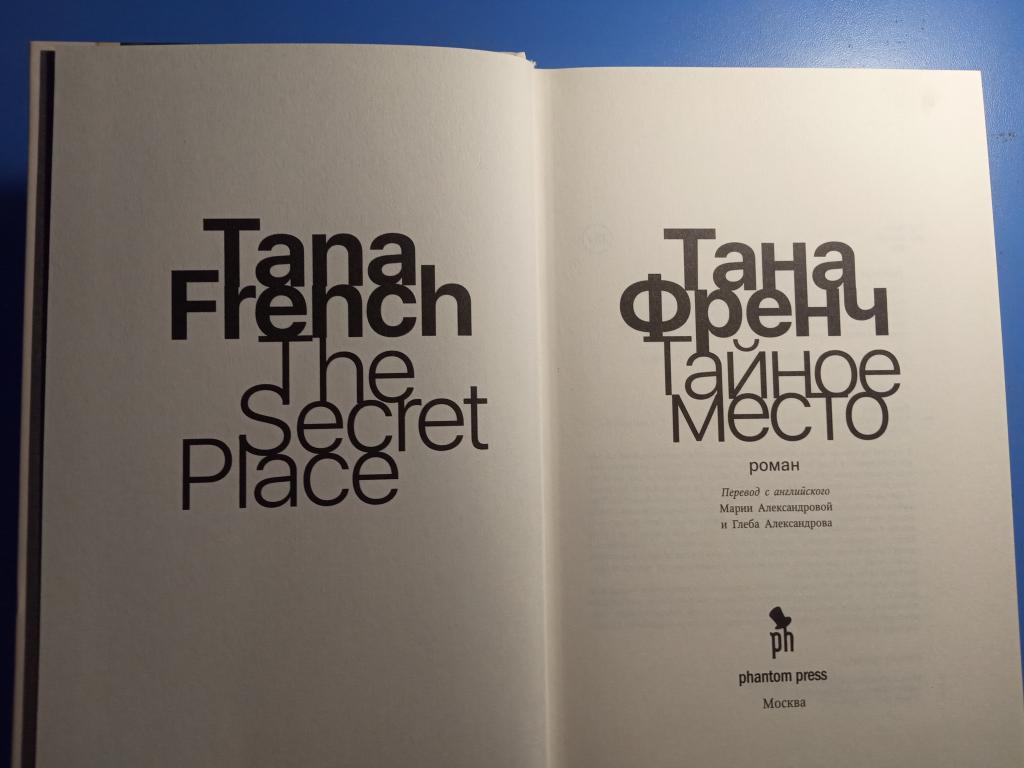 Tana
French
The
Secret
Place
Тана
Френч
Тайное
место
роман
Перевод с английского
Марии Александровой
и Глеба Александрова
ph
phantom press
Москва